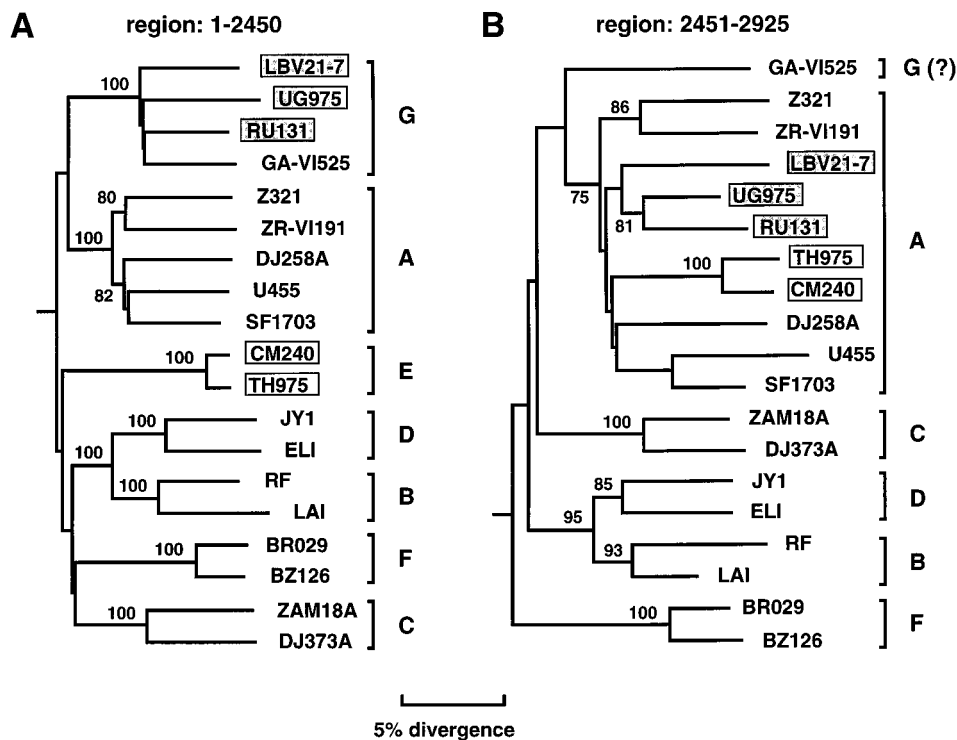 A
region: 1-2450
100
LBV21-7
UG975
RU131
GA-VI525
G
80
Z321
ZR-VI191
100
DJ258A
82
U455
SF1703
A
100
CM240
TH975
E
100
JY1
ELI
D
100
100
RF
LAI
B
100
BR029
BZ126
F
100
ZAM18A
DJ373A
C
B
region: 2451-2925
GA-VI525
G (?)
86
Z321
ZR-VI191
75
LBV21-7
UG975
81
RU131
100
TH975
CM240
DJ258A
U455
SF1703
A
100
ZAM18A
DJ373A
C
85
JY1
ELI
D
95
93
RF
LAI
B
100
BR029
BZ126
F
5% divergence